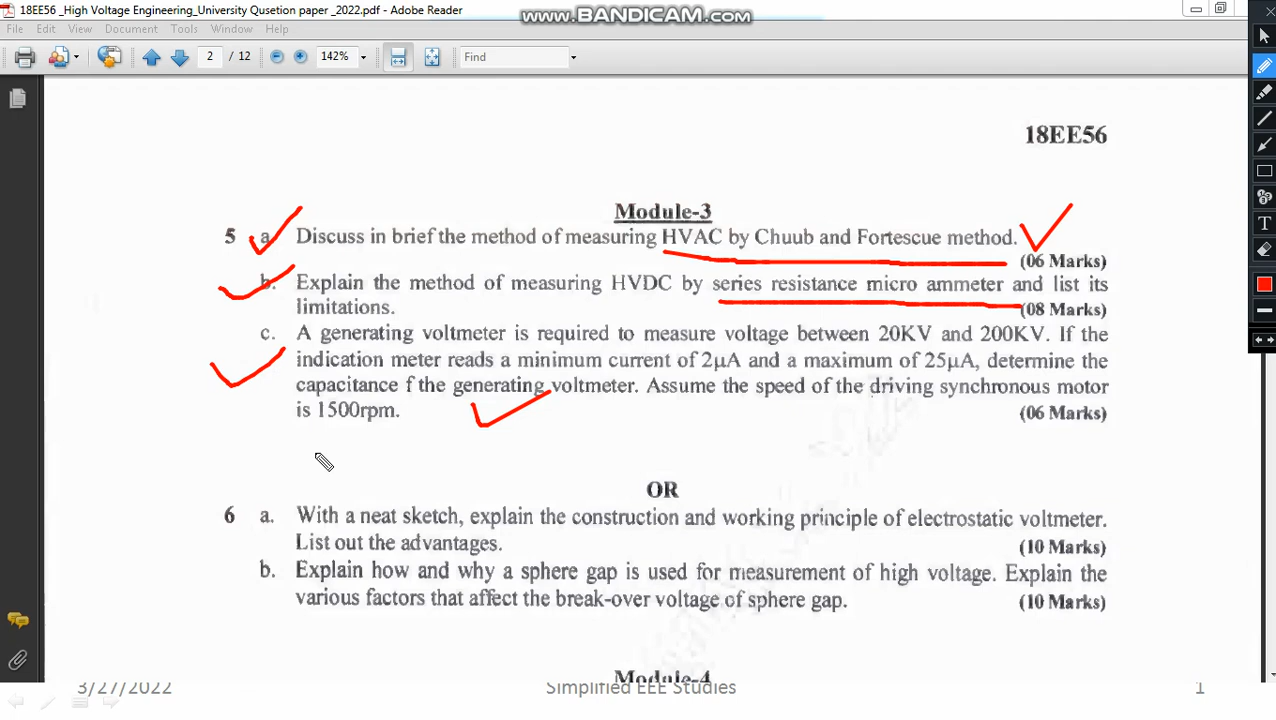 18EE56 _High Voltage Engineering_University Qusetion paper _2022.pdf - Adobe Reader
www.BANDICAM.com
File Edit View Document Tools Window Help
2 / 12 142% Find
18EE56
Module-3
5 a. Discuss in brief the method of measuring HVAC by Chuub and Fortescue method.
(06 Marks)
b. Explain the method of measuring HVDC by series resistance micro ammeter and list its
limitations. (08 Marks)
c. A generating voltmeter is required to measure voltage between 20KV and 200KV. If the
indication meter reads a minimum current of 2μA and a maximum of 25μA, determine the
capacitance f the generating voltmeter. Assume the speed of the driving synchronous motor
is 1500rpm. (06 Marks)
OR
6 a. With a neat sketch, explain the construction and working principle of electrostatic voltmeter.
List out the advantages. (10 Marks)
b. Explain how and why a sphere gap is used for measurement of high voltage. Explain the
various factors that affect the break-over voltage of sphere gap. (10 Marks)
Module-4
3/27/2022 Simplified EEE Studies 1